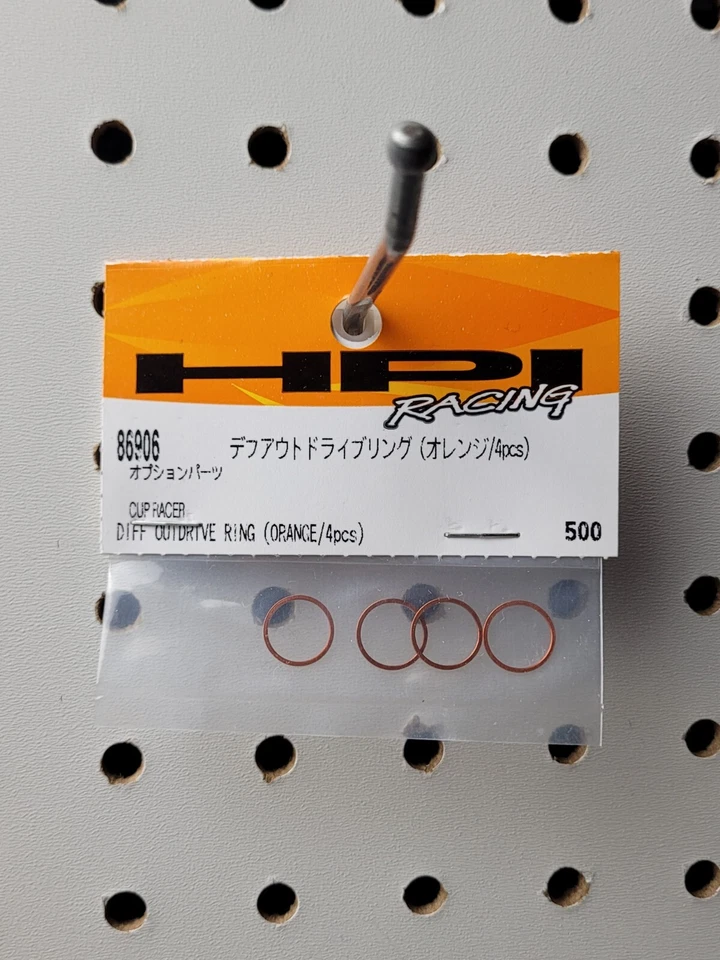 HPI
RACING
86906 デフアウトドライブリング (オレンジ/4pcs)
オプションパーツ
CUP RACER
DIFF OUTDRIVE RING (ORANGE/4pcs) 500